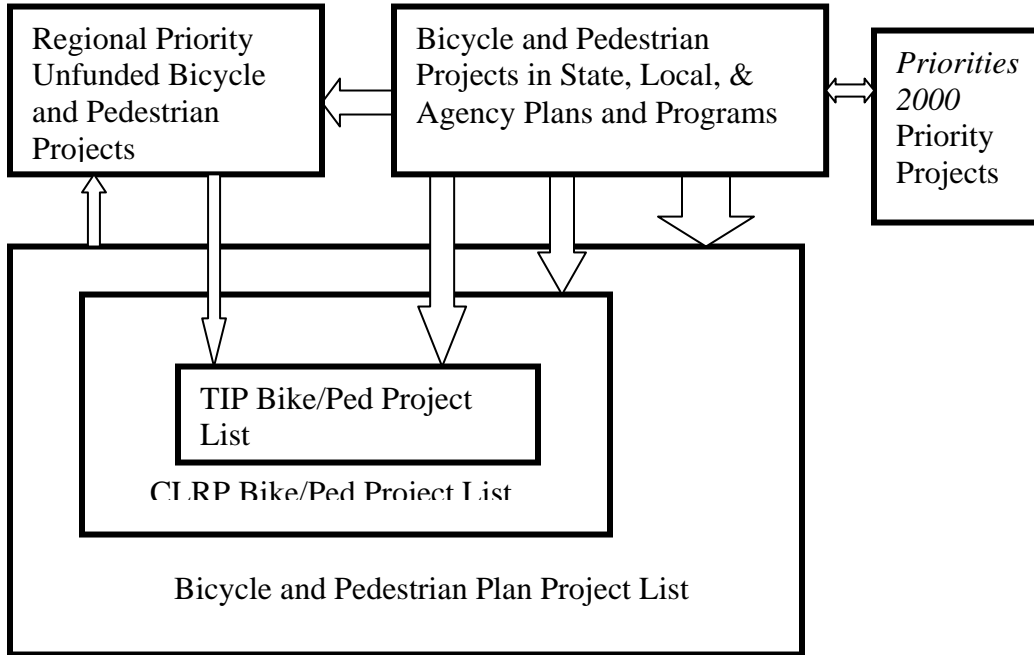 Regional Priority
Unfunded Bicycle
and Pedestrian
Projects
Bicycle and Pedestrian
Projects in State, Local, &
Agency Plans and Programs
Priorities
2000
Priority
Projects
TIP Bike/Ped Project
List
CLRP Bike/Ped Project List
Bicycle and Pedestrian Plan Project List